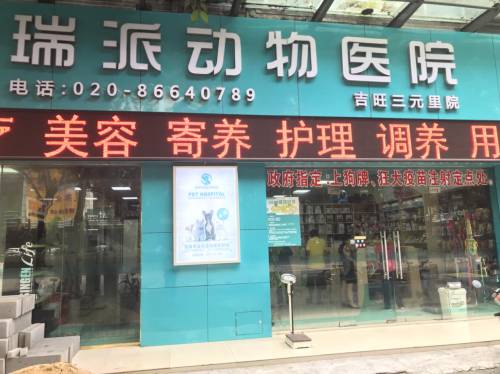 瑞派动物医院
电话:020-86640789
吉旺三元里院
疗 美容 寄养 护理 调养 用
政府指定:上狗牌、狂犬疫苗注射定点处
PET HOSPITAL
Life